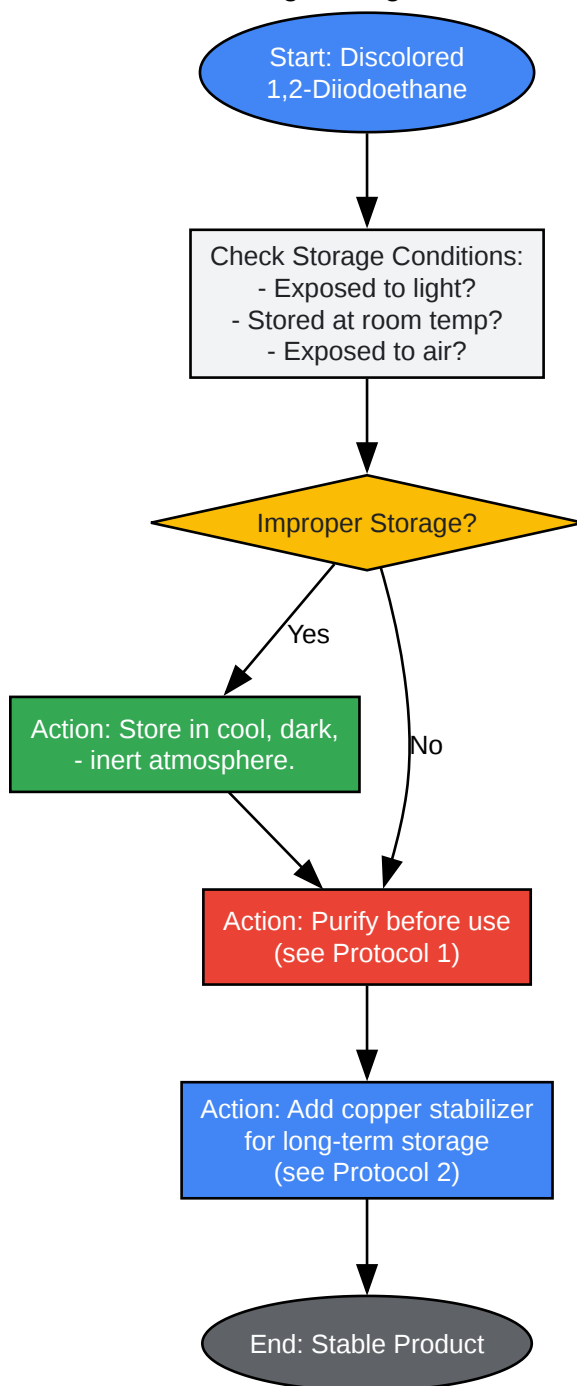 Start: Discolored
1,2-Diiodoethane
Check Storage Conditions:
- Exposed to light?
- Stored at room temp?
- Exposed to air?
Improper Storage?
Yes
Action: Store in cool, dark,
- inert atmosphere.
No
Action: Purify before use
(see Protocol 1)
Action: Add copper stabilizer
for long-term storage
(see Protocol 2)
End: Stable Product